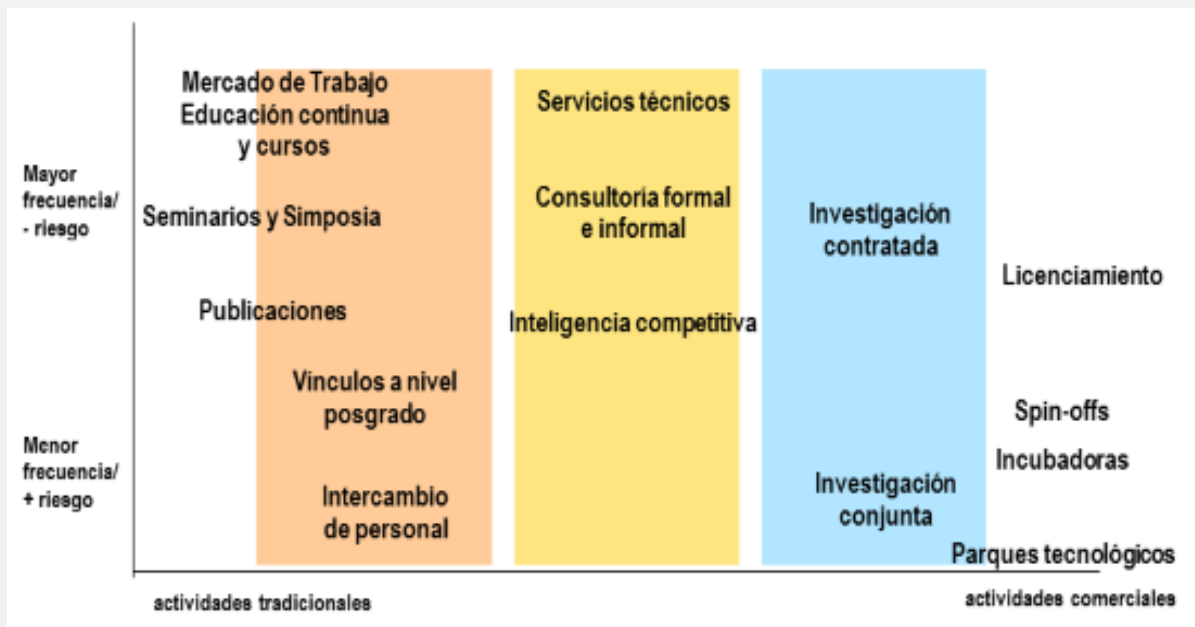 Mayor
frecuencia/
- riesgo
Menor
frecuencia/
+ riesgo
Mercado de Trabajo
Educación continua
y cursos
Seminarios y Simposia
Publicaciones
Vinculos a nivel
posgrado
Intercambio
de personal
Servicios técnicos
Consultoría formal
e informal
Inteligencia competitiva
Investigación
contratada
Investigación
conjunta
Licenciamiento
Spin-offs
Incubadoras
Parques tecnológicos
actividades tradicionales
actividades comerciales